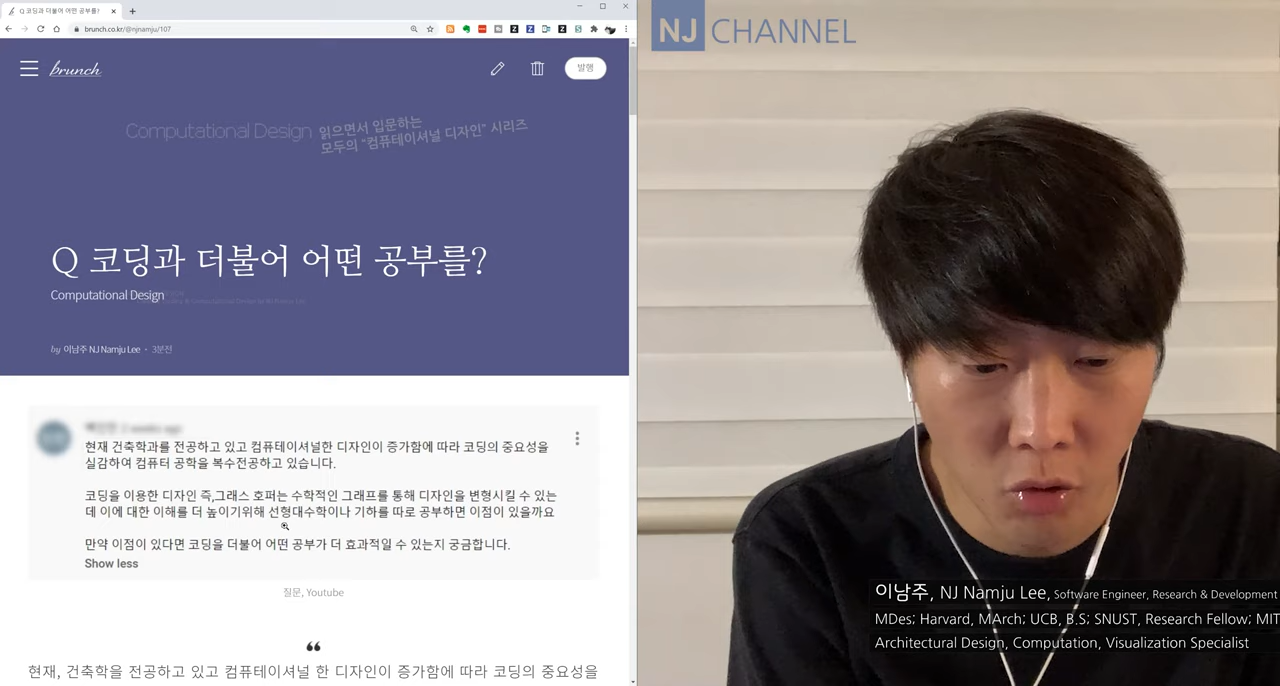 Q 코딩과 더불어 어떤 공부를?
brunch.co.kr/@njnamju/107
brunch
발행
Computational Design 읽으면서 입문하는
모두의 "컴퓨테이셔널 디자인" 시리즈
Q 코딩과 더불어 어떤 공부를?
Computational Design
by 이남주 NJ Namju Lee · 3분전
2 weeks ago
현재 건축학과를 전공하고 있고 컴퓨테이셔널한 디자인이 증가함에 따라 코딩의 중요성을
실감하여 컴퓨터 공학을 복수전공하고 있습니다.
코딩을 이용한 디자인 즉,그래스 호퍼는 수학적인 그래프를 통해 디자인을 변형시킬 수 있는
데 이에 대한 이해를 더 높이기위해 선형대수학이나 기하를 따로 공부하면 이점이 있을까요
만약 이점이 있다면 코딩을 더불어 어떤 공부가 더 효과적일 수 있는지 궁금합니다.
Show less
질문, Youtube
❝
현재, 건축학을 전공하고 있고 컴퓨테이셔널 한 디자인이 증가함에 따라 코딩의 중요성을
NJ CHANNEL
이남주, NJ Namju Lee, Software Engineer, Research & Development
MDes; Harvard, MArch; UCB, B.S; SNUST, Research Fellow; MIT
Architectural Design, Computation, Visualization Specialist